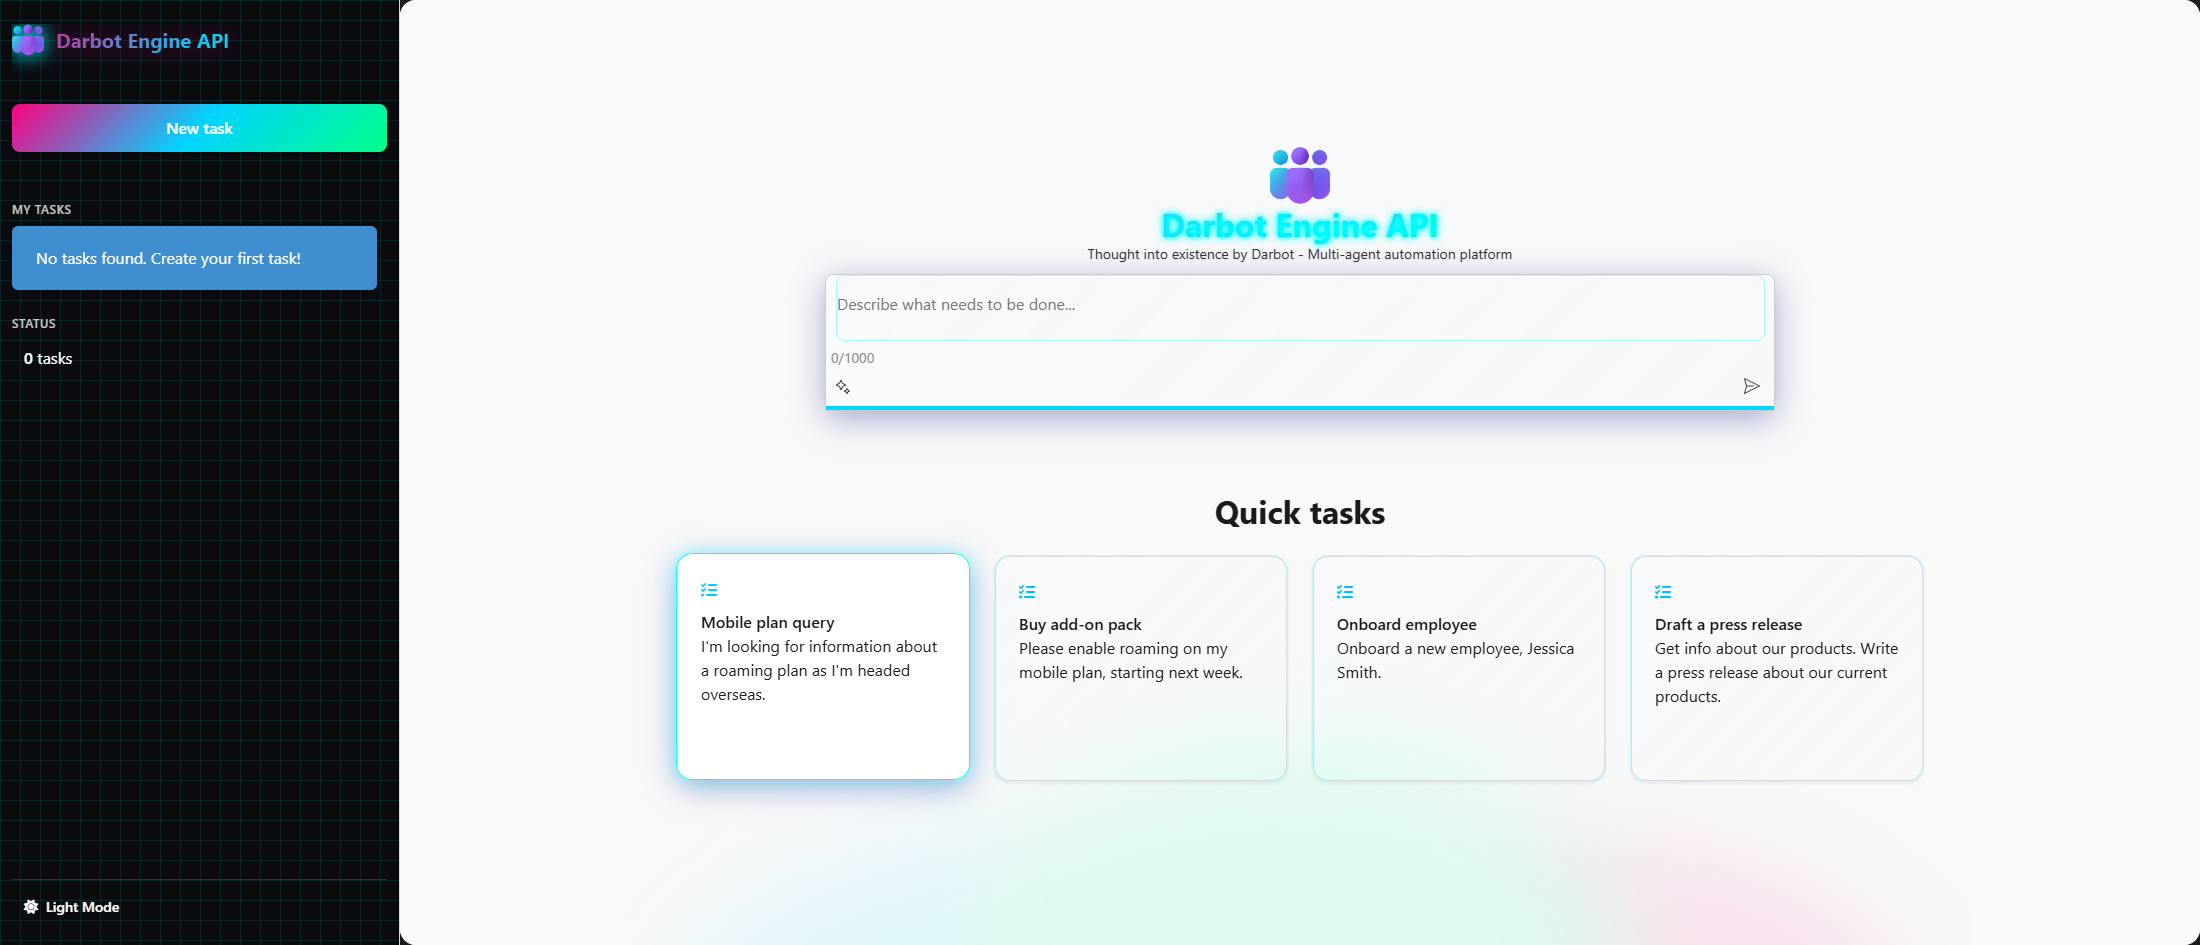 Darbot Engine API
New task
MY TASKS
No tasks found. Create your first task!
STATUS
0 tasks
Light Mode
Darbot Engine API
Thought into existence by Darbot - Multi-agent automation platform
Describe what needs to be done...
0/1000
Quick tasks
Mobile plan query
I'm looking for information about
a roaming plan as I'm headed
overseas.
Buy add-on pack
Please enable roaming on my
mobile plan, starting next week.
Onboard employee
Onboard a new employee, Jessica
Smith.
Draft a press release
Get info about our products. Write
a press release about our current
products.